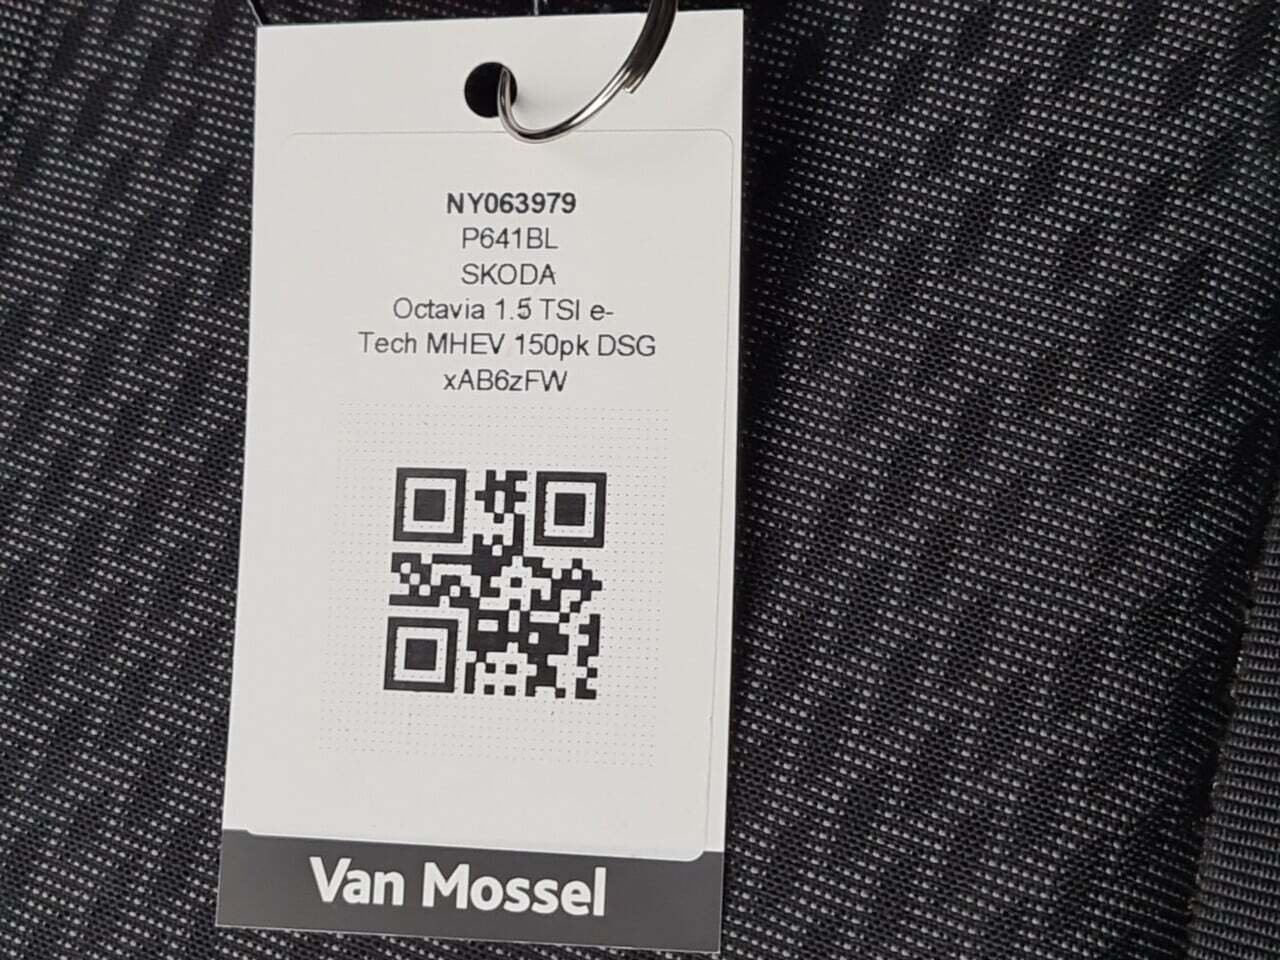 NY063979
P641BL
SKODA
Octavia 1.5 TSI e-
Tech MHEV 150pk DSG
xAB6zFW
Van Mossel